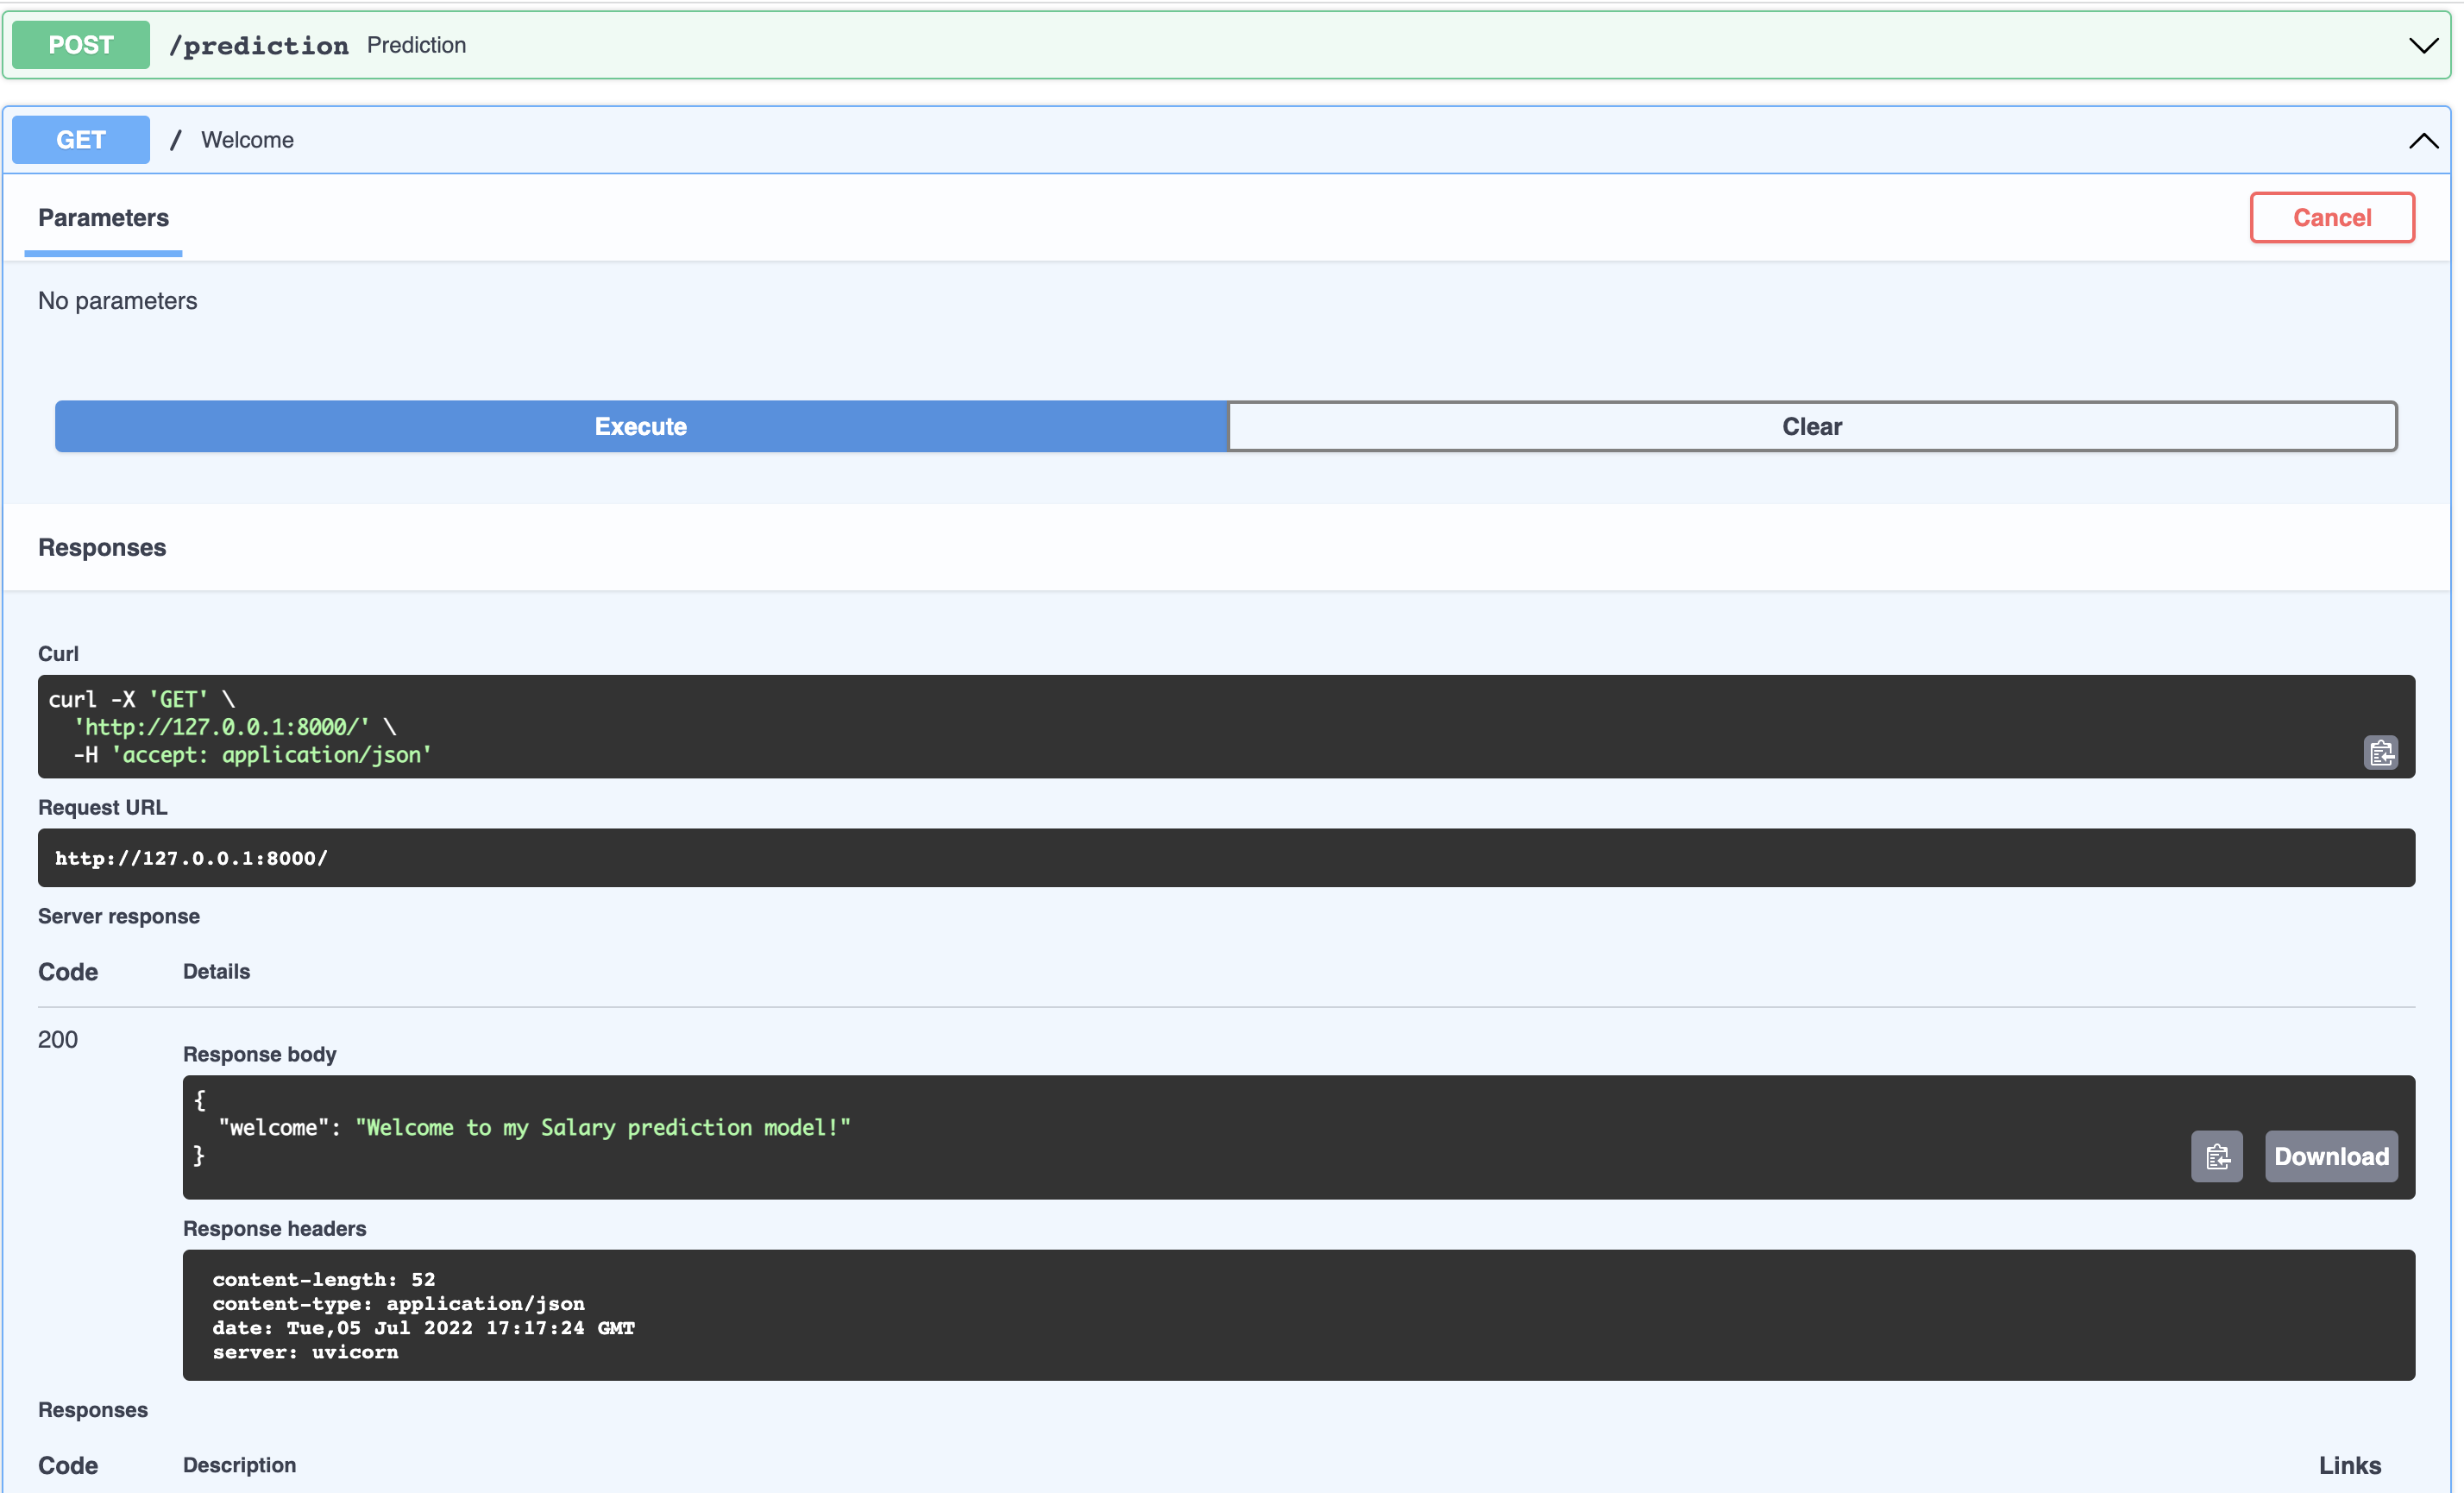 POST /prediction Prediction
GET / Welcome
Parameters Cancel
No parameters
Execute Clear
Responses
Curl
curl -X 'GET' \
  'http://127.0.0.1:8000/' \
  -H 'accept: application/json'
Request URL
http://127.0.0.1:8000/
Server response
Code Details
200
Response body
{
  "welcome": "Welcome to my Salary prediction model!"
}
Download
Response headers
content-length: 52
content-type: application/json
date: Tue,05 Jul 2022 17:17:24 GMT
server: uvicorn
Responses
Code Description Links